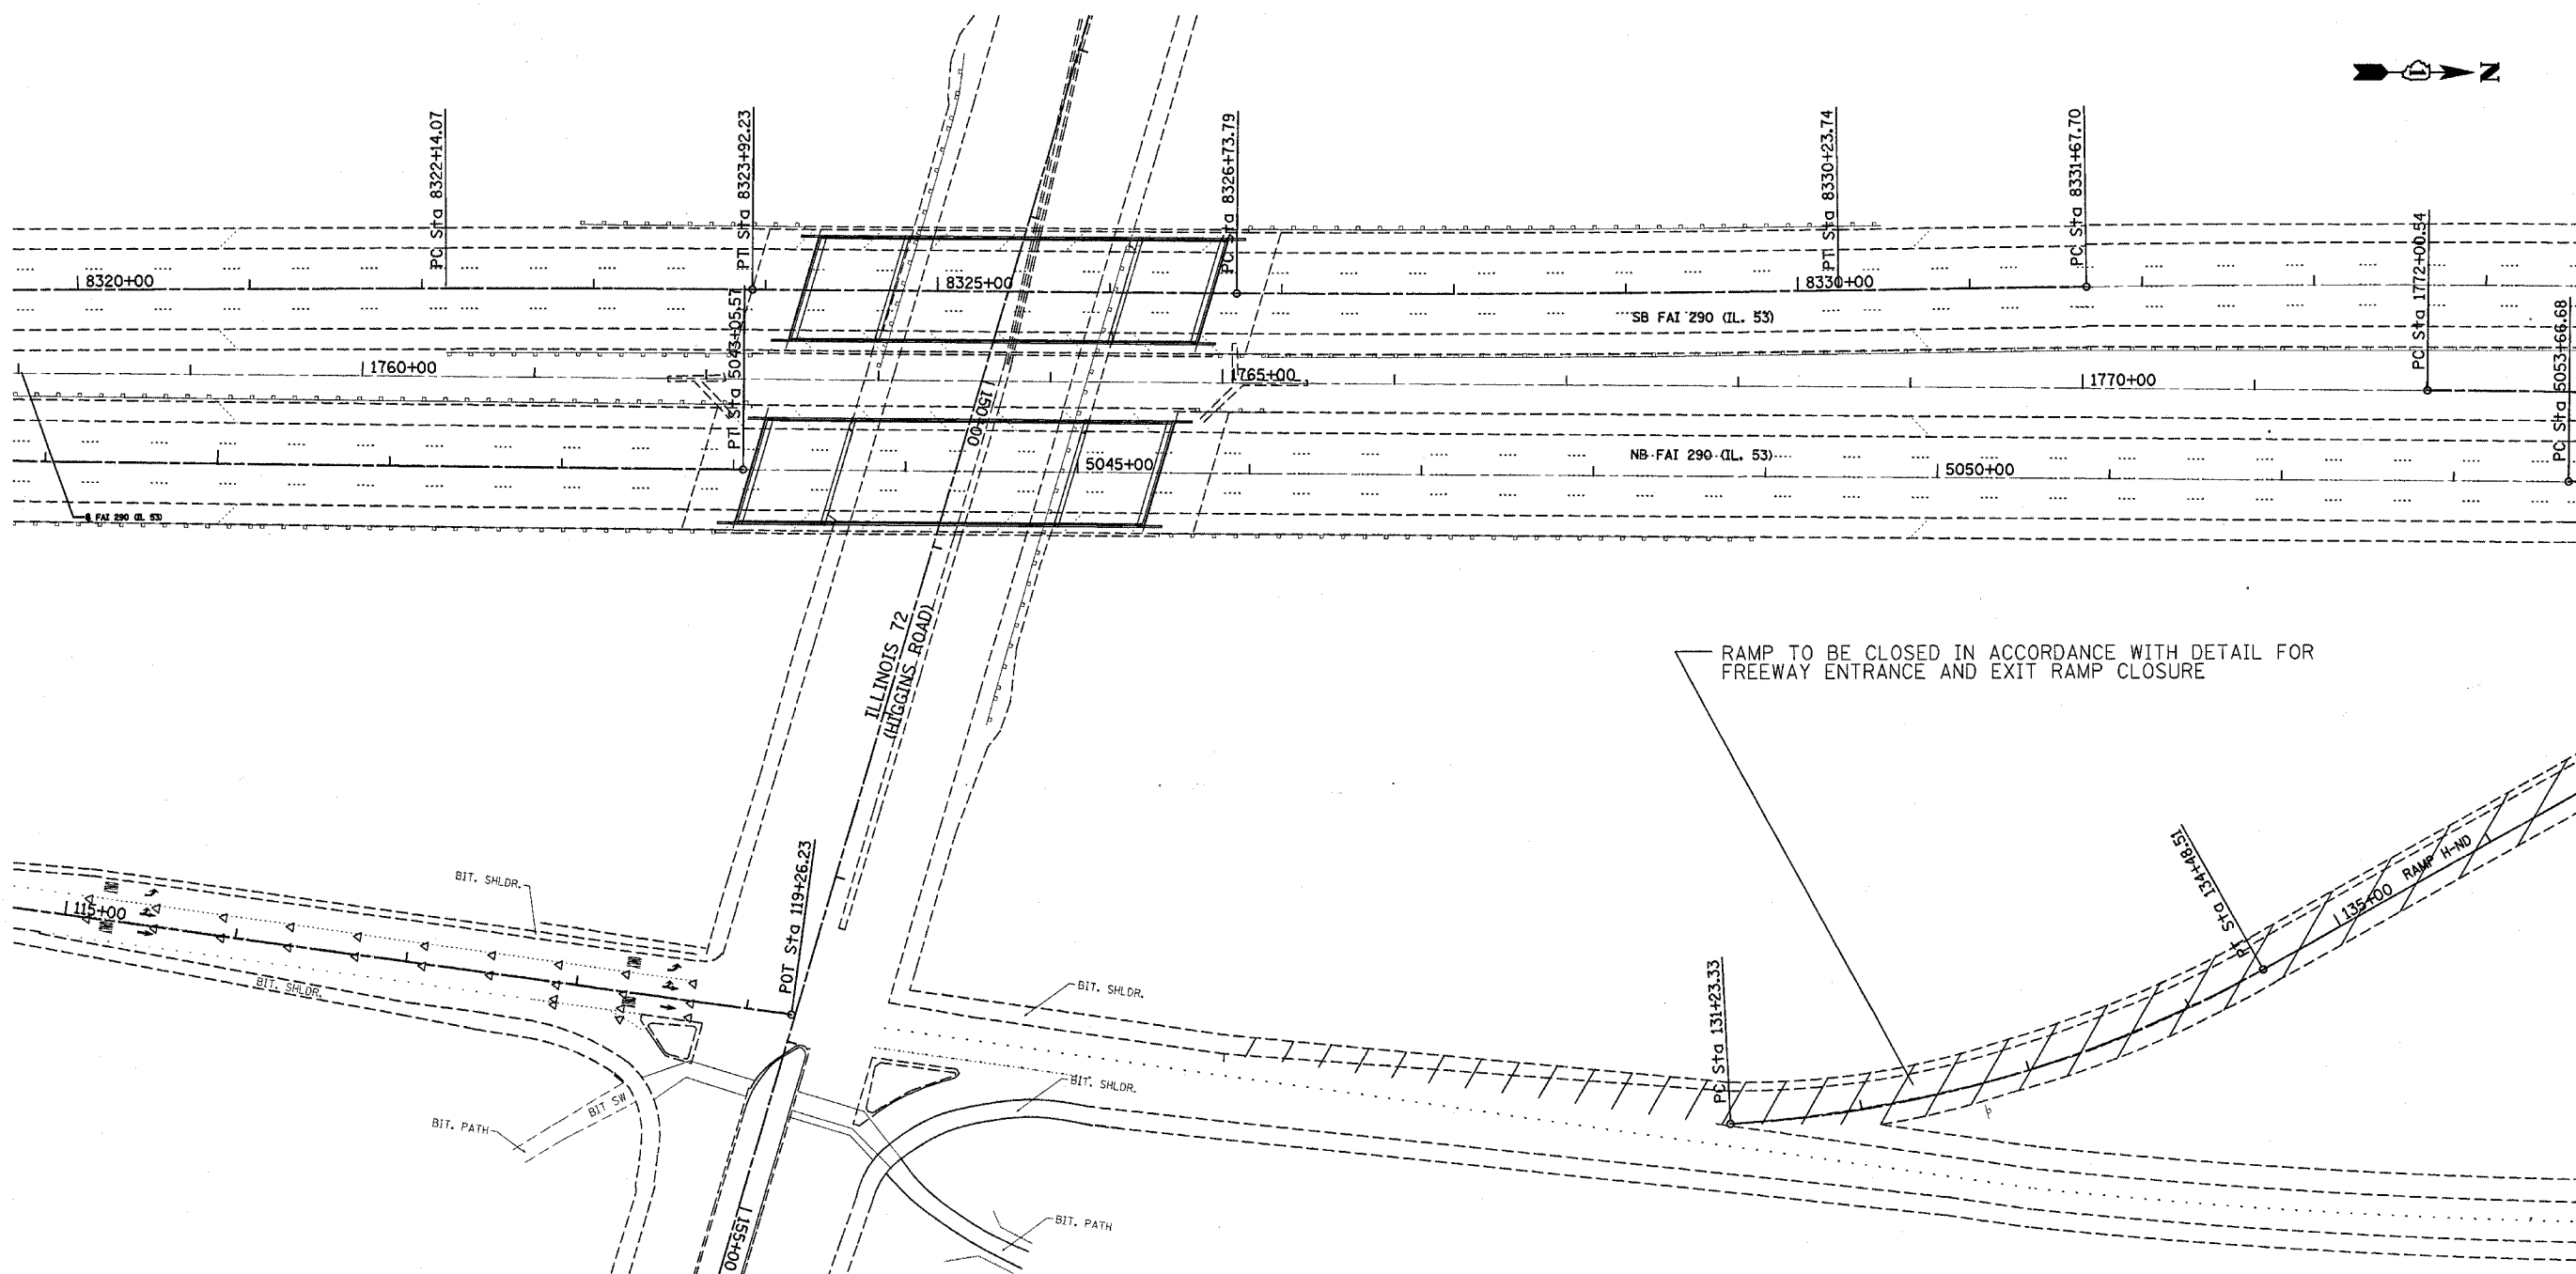 N
PC Sta 8322+14.07
PT Sta 8323+92.23
PC Sta 8326+73.79
PT Sta 8330+23.74
PC Sta 8331+67.70
PC Sta 1772+00.54
PC Sta 5053+66.68
PT Sta 5043+05.57
8320+00
8325+00
8330+00
SB FAI 290 (IL. 53)
1760+00
1765+00
1770+00
150+00
5045+00
NB FAI 290 (IL. 53)
5050+00
FAI 290 (IL 53)
ILLINOIS 72
(HIGGINS ROAD)
RAMP TO BE CLOSED IN ACCORDANCE WITH DETAIL FOR
FREEWAY ENTRANCE AND EXIT RAMP CLOSURE
POT Sta 119+26.23
PT Sta 134+48.51
135+00 RAMP H-ND
BIT. SHLDR.
115+00
BIT. SHLDR.
BIT. SHLDR.
PC Sta 131+23.33
BIT. SHLDR.
BIT SW
BIT. PATH
BIT. PATH
155+00